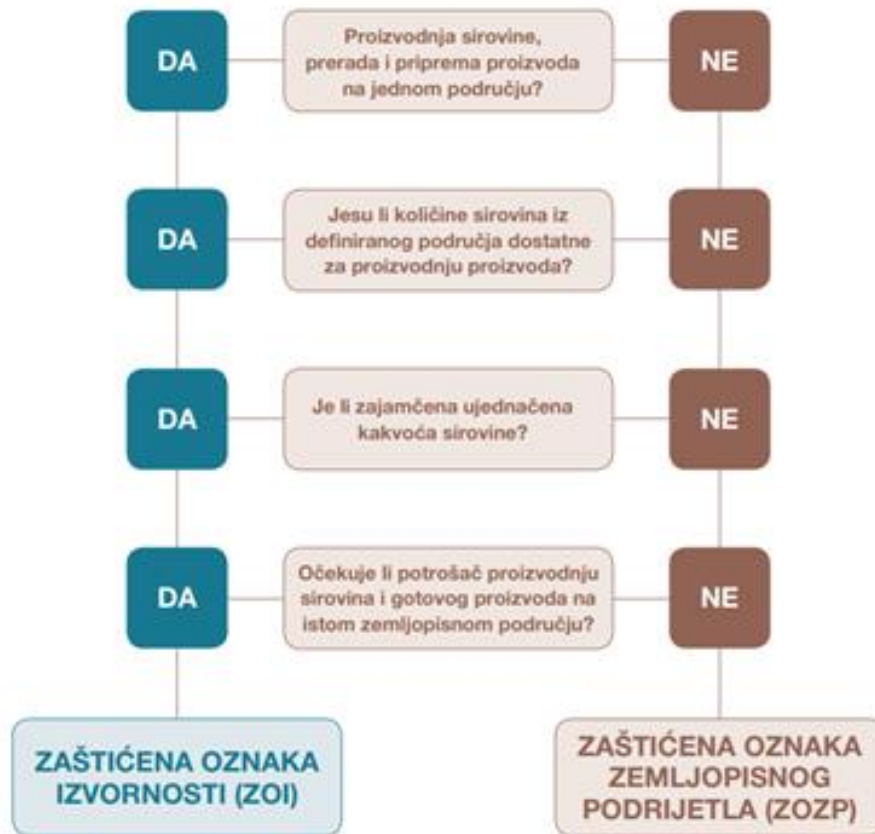 DA
Proizvodnja sirovine,
prerada i priprema proizvoda
na jednom području?
NE
DA
Jesu li količine sirovina iz
definiranog područja dostatne
za proizvodnju proizvoda?
NE
DA
Je li zajamčena ujednačena
kakvoća sirovine?
NE
DA
Očekuje li potrošač proizvodnju
sirovina i gotovog proizvoda na
istom zemljopisnom području?
NE
ZAŠTIĆENA OZNAKA
IZVORNOSTI (ZOI)
ZAŠTIĆENA OZNAKA
ZEMLJOPISNOG
PODRIJETLA (ZOZP)